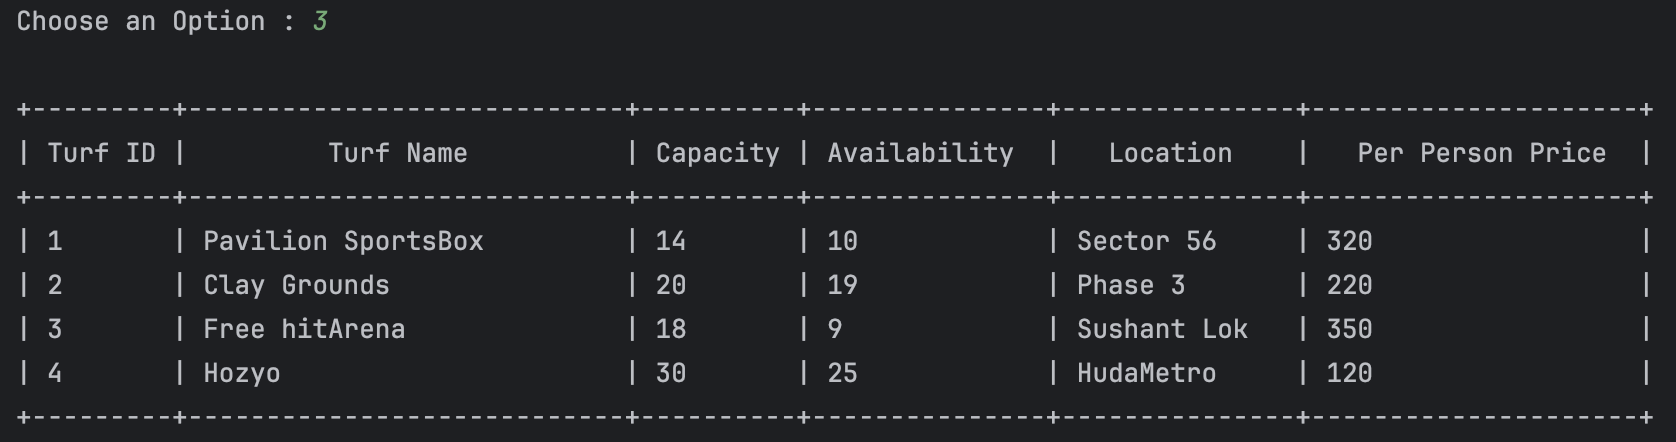 Choose an Option : 3
+---------+----------------------------+----------+---------------+---------------+---------------------+
| Turf ID |         Turf Name          | Capacity | Availability  |   Location    |   Per Person Price  |
+---------+----------------------------+----------+---------------+---------------+---------------------+
| 1       | Pavilion SportsBox         | 14       | 10            | Sector 56     | 320                 |
| 2       | Clay Grounds               | 20       | 19            | Phase 3       | 220                 |
| 3       | Free hitArena              | 18       | 9             | Sushant Lok   | 350                 |
| 4       | Hozyo                      | 30       | 25            | HudaMetro     | 120                 |
+---------+----------------------------+----------+---------------+---------------+---------------------+